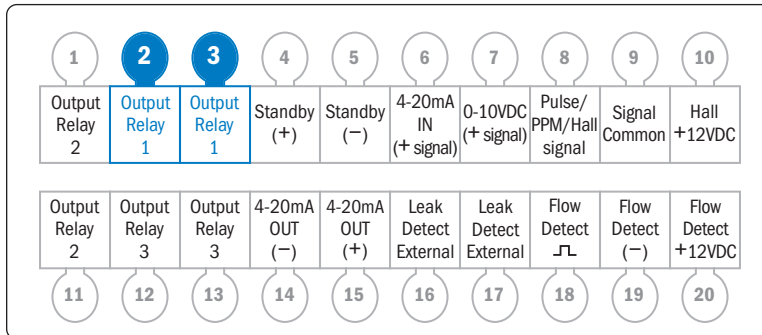 1 2 3 4 5 6 7 8 9 10
Output Relay 2
Output Relay 1
Output Relay 1
Standby (+)
Standby (−)
4-20mA IN (+ signal)
0-10VDC (+ signal)
Pulse/PPM/Hall signal
Signal Common
Hall +12VDC
Output Relay 2
Output Relay 3
Output Relay 3
4-20mA OUT (−)
4-20mA OUT (+)
Leak Detect External
Leak Detect External
Flow Detect
Flow Detect (−)
Flow Detect +12VDC
11 12 13 14 15 16 17 18 19 20